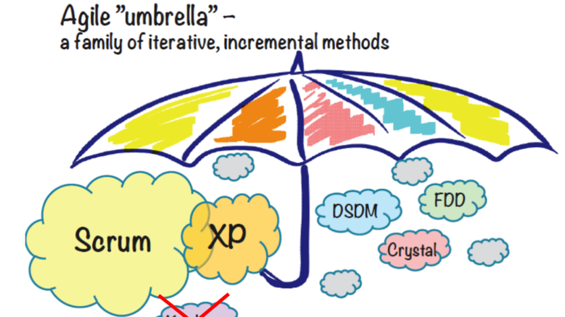 Agile "umbrella" –
a family of iterative, incremental methods
Scrum
XP
DSDM
FDD
Crystal